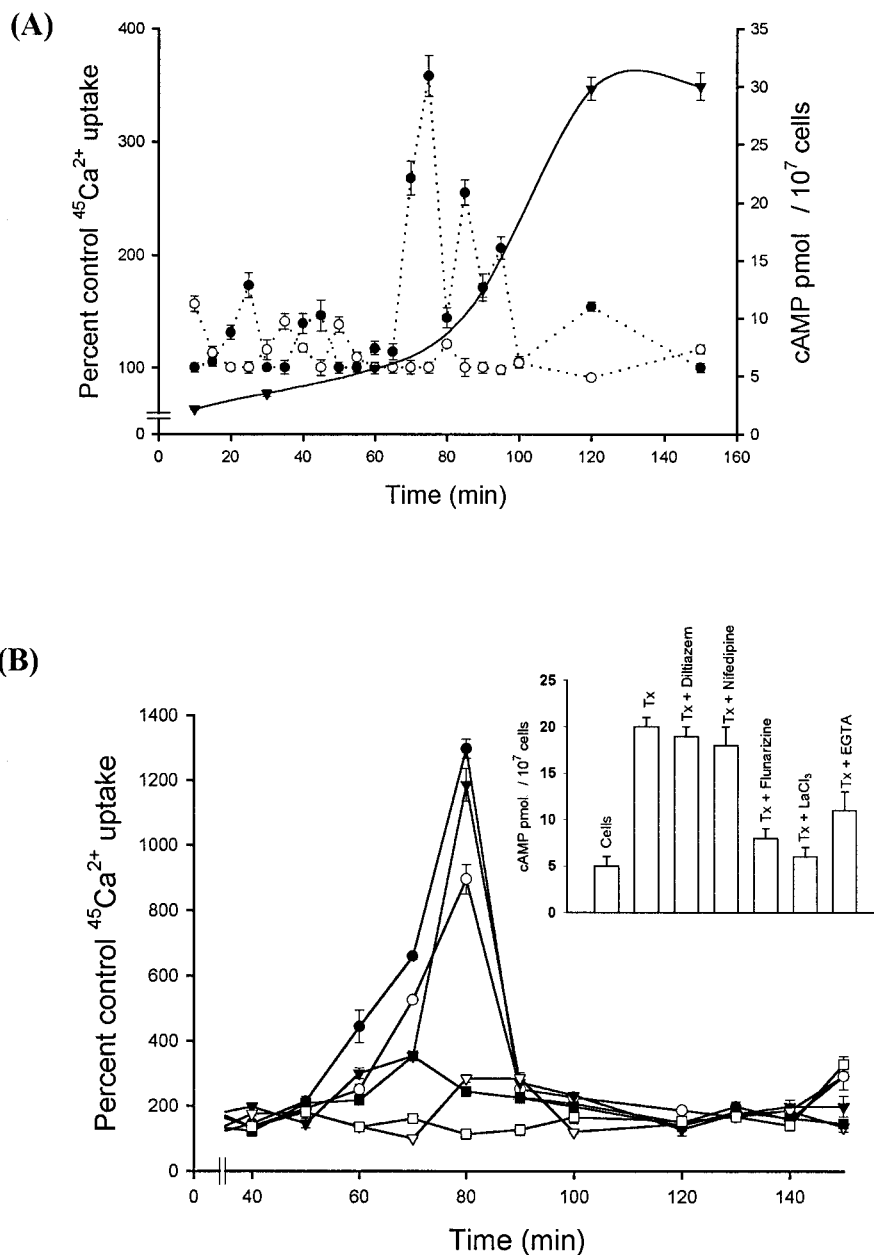 (A)
Percent control ⁴⁵Ca²⁺ uptake
400
300
200
100
0
35
30
25
20
15
10
5
0
cAMP pmol / 10⁷ cells
0 20 40 60 80 100 120 140 160
Time (min)
(B)
Percent control ⁴⁵Ca²⁺ uptake
1400
1200
1000
800
600
400
200
0
0 40 60 80 100 120 140
Time (min)
cAMP pmol / 10⁷ cells
25
20
15
10
5
0
Cells
Tx
Tx + Diltiazem
Tx + Nifedipine
Tx + Flunarizine
Tx + LaCl₃
Tx + EGTA